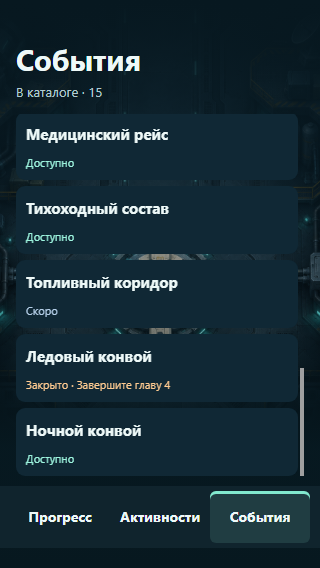 События
В каталоге · 15
Медицинский рейс
Доступно
Тихоходный состав
Доступно
Топливный коридор
Скоро
Ледовый конвой
Закрыто · Завершите главу 4
Ночной конвой
Доступно
Прогресс
Активности
События